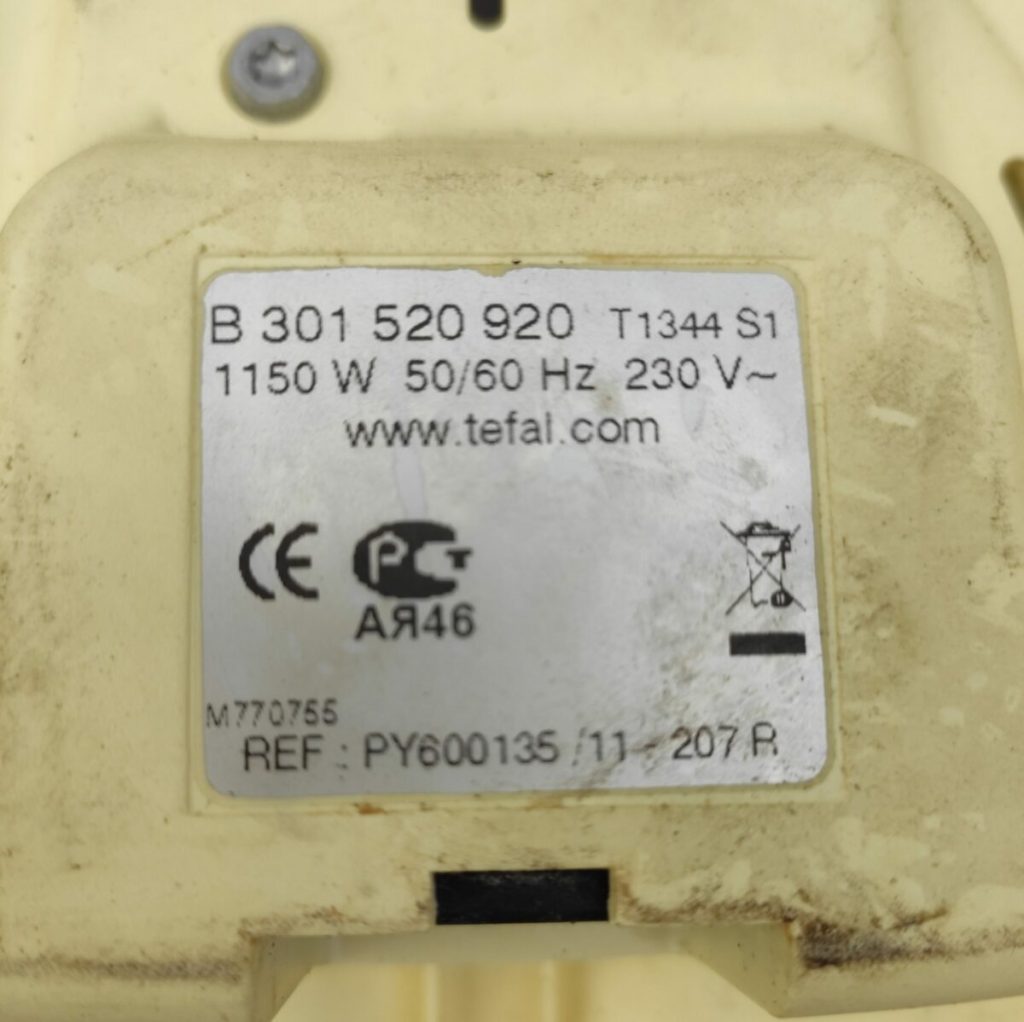 B 301 520 920 T1344 S1
1150 W 50/60 Hz 230 V~
www.tefal.com
CE PCT
АЯ46
M770755
REF : PY600135 /11 - 207 R